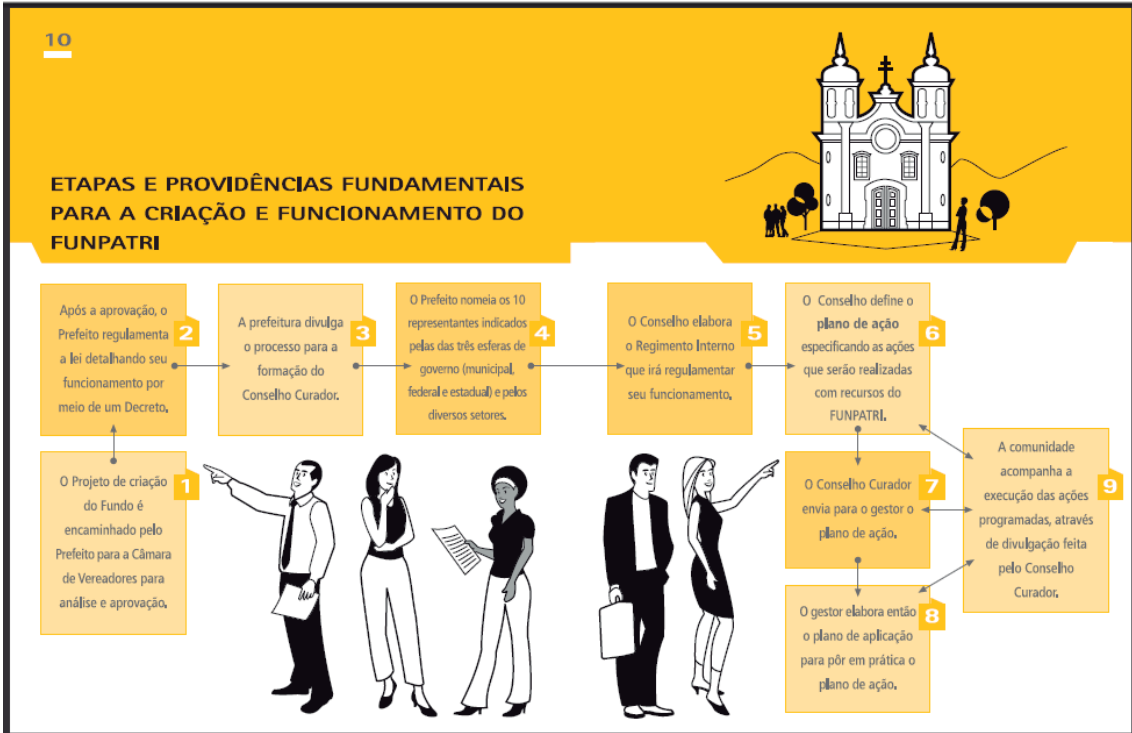 10
ETAPAS E PROVIDÊNCIAS FUNDAMENTAIS
PARA A CRIAÇÃO E FUNCIONAMENTO DO
FUNPATRI
O Projeto de criação
do Fundo é
encaminhado pelo
Prefeito para a Câmara
de Vereadores para
análise e aprovação.
1
Após a aprovação, o
Prefeito regulamenta
a lei detalhando seu
funcionamento por
meio de um Decreto.
2
A prefeitura divulga
o processo para a
formação do
Conselho Curador.
3
O Prefeito nomeia os 10
representantes indicados
pelas das três esferas de
governo (municipal,
federal e estadual) e pelos
diversos setores.
4
O Conselho elabora
o Regimento Interno
que irá regulamentar
seu funcionamento.
5
O Conselho define o
plano de ação
especificando as ações
que serão realizadas
com recursos do
FUNPATRI.
6
O Conselho Curador
envia para o gestor o
plano de ação.
7
O gestor elabora então
o plano de aplicação
para pôr em prática o
plano de ação.
8
A comunidade
acompanha a
execução das ações
programadas, através
de divulgação feita
pelo Conselho
Curador.
9